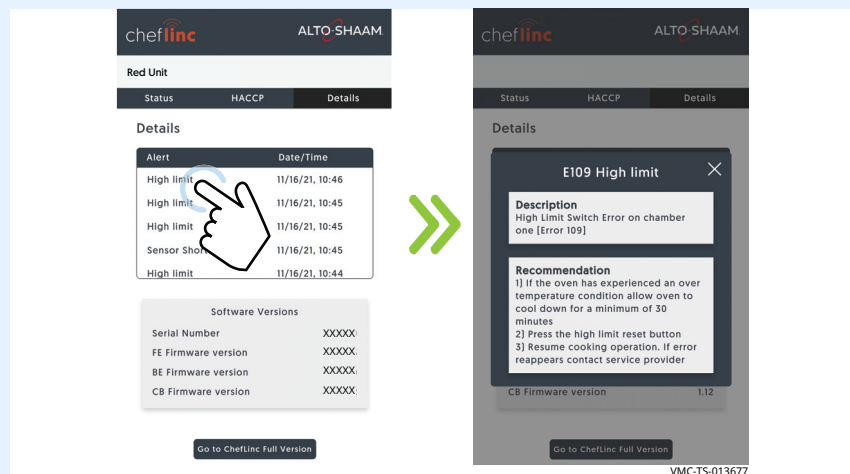 cheflinc ALTO-SHAAM.
Red Unit
Status HACCP Details
Details
Alert Date/Time
High limit 11/16/21, 10:46
High limit 11/16/21, 10:45
High limit 11/16/21, 10:45
Sensor Shor 11/16/21, 10:45
High limit 11/16/21, 10:44
Software Versions
Serial Number XXXXX
FE Firmware version XXXXX
BE Firmware version XXXXX
CB Firmware version XXXXX
Go to ChefLinc Full Version
cheflinc ALTO-SHAAM.
Status HACCP Details
Details
E109 High limit
Description
High Limit Switch Error on chamber
one [Error 109]
Recommendation
1) If the oven has experienced an over
temperature condition allow oven to
cool down for a minimum of 30
minutes
2) Press the high limit reset button
3) Resume cooking operation. If error
reappears contact service provider
CB Firmware version 1.12
Go to ChefLinc Full Version
VMC-TS-013677